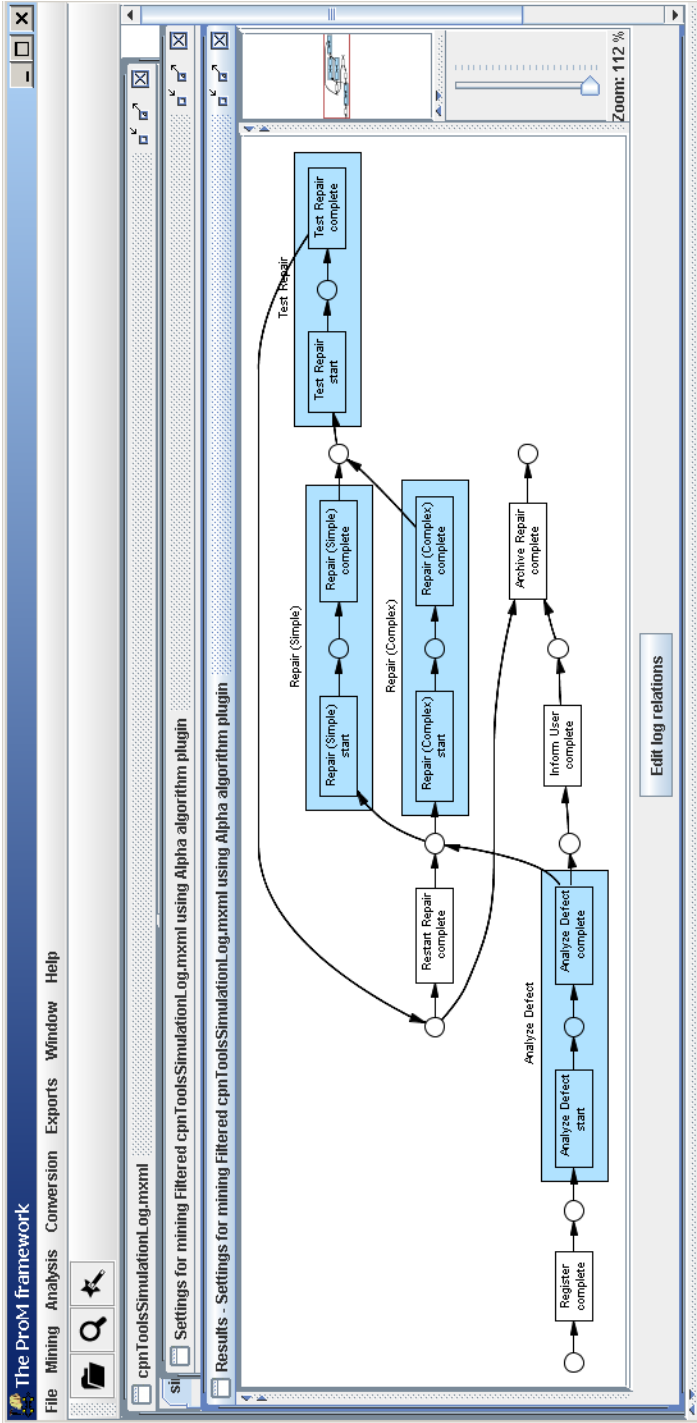 The ProM framework
File Mining Analysis Conversion Exports Window Help
cpnToolsSimulationLog.mxml
Settings for mining Filtered cpnToolsSimulationLog.mxml using Alpha algorithm plugin
Results - Settings for mining Filtered cpnToolsSimulationLog.mxml using Alpha algorithm plugin
Register
complete
Analyze Defect
Analyze Defect
start
Analyze Defect
complete
Restart Repair
complete
Repair (Simple)
Repair (Simple)
start
Repair (Simple)
complete
Repair (Complex)
Repair (Complex)
start
Repair (Complex)
complete
Inform User
complete
Archive Repair
complete
Test Repair
Test Repair
start
Test Repair
complete
Zoom: 112 %
Edit log relations